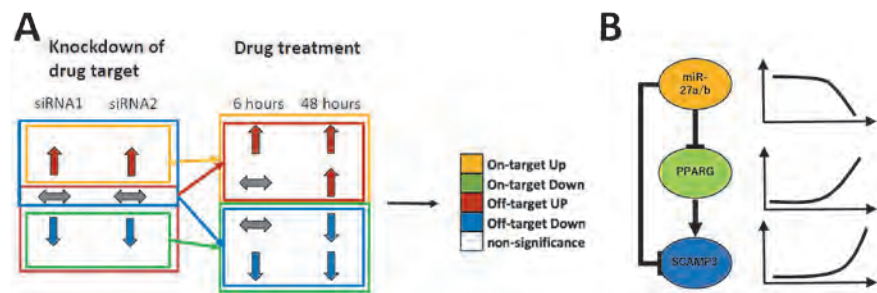 A
Knockdown of
drug target
siRNA1 siRNA2
Drug treatment
6 hours 48 hours
On-target Up
On-target Down
Off-target UP
Off-target Down
non-significance
B
miR-
27a/b
PPARG
SCAMP3